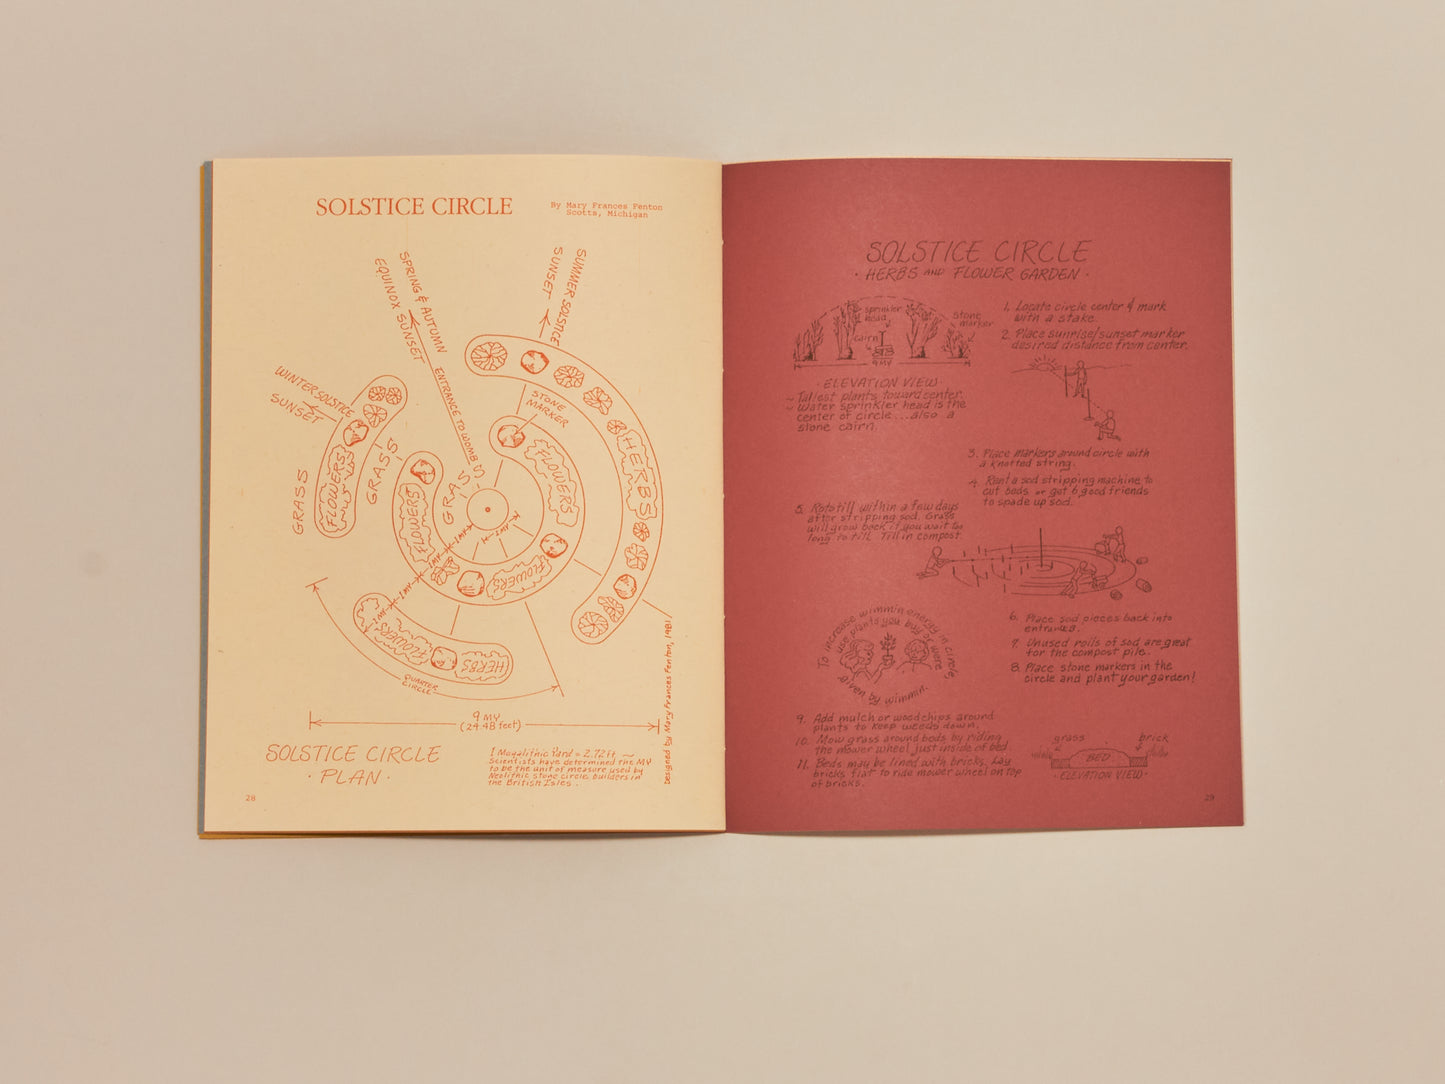 SOLSTICE CIRCLE
By Mary Frances Fenton
Scotts, Michigan
SPRING & AUTUMN
EQUINOX SUNSET
SUMMER SOLSTICE
SUNSET
WINTER SOLSTICE
SUNSET
ENTRANCE TO WOMB
STONE
MARKER
GRASS
GRASS
GRASS
FLOWERS
FLOWERS
FLOWERS
FLOWERS
FLOWERS
HERBS
HERBS
1MY
1MY
1MY
1MY
1MY
QUARTER
CIRCLE
9 MY
(24.48 feet)
SOLSTICE CIRCLE
· PLAN ·
1 Megalithic Yard = 2.72 ft ~
Scientists have determined the MY
to be the unit of measure used by
Neolithic stone circle builders in
the British Isles.
Designed by Mary Frances Fenton, 1981
28
SOLSTICE CIRCLE
· HERBS AND FLOWER GARDEN ·
sprinkler
head
stone
marker
cairn
9 MY
· ELEVATION VIEW ·
~ Tallest plants toward center.
~ Water sprinkler head is the
center of circle... also a
stone cairn.
1. Locate circle center & mark
with a stake.
2. Place sunrise/sunset marker
desired distance from center.
3. Place markers around circle with
a knotted string.
4. Rent a sod stripping machine to
cut beds or get 6 good friends
to spade up sod.
5. Rototill within a few days
after stripping sod. Grass
will grow back if you wait too
long to till. Till in compost.
6. Place sod pieces back into
entrances.
7. Unused rolls of sod are great
for the compost pile.
8. Place stone markers in the
circle and plant your garden!
To increase wimmin energy in circle,
use plants you buy or were
given by wimmin.
9. Add mulch or woodchips around
plants to keep weeds down.
10. Mow grass around beds by riding
the mower wheel just inside of bed.
11. Beds may be lined with bricks. Lay
bricks flat to ride mower wheel on top
of bricks.
grass
brick
BED
· ELEVATION VIEW ·
29